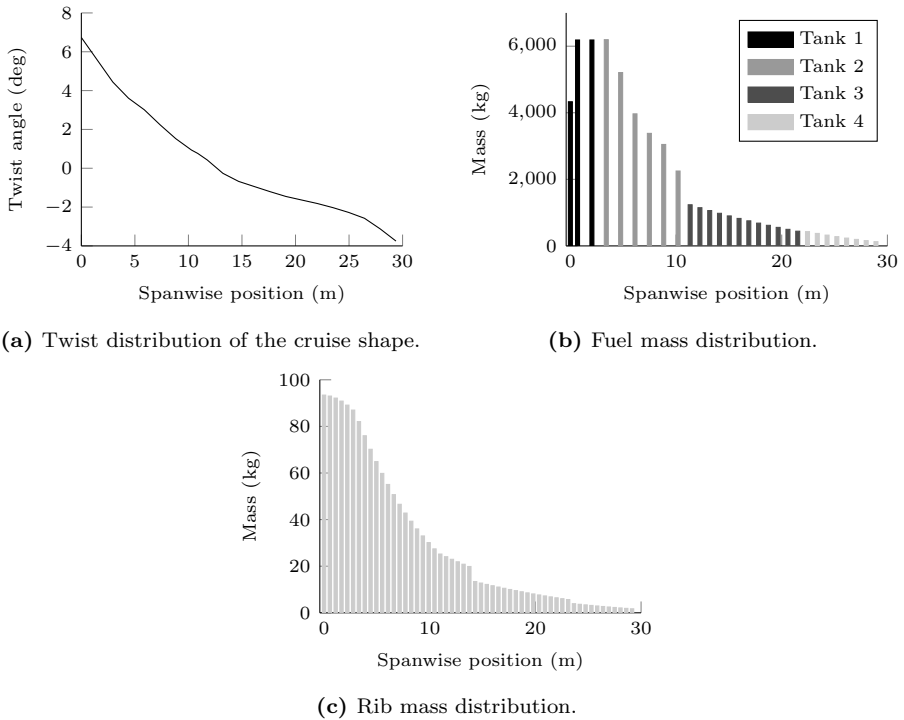 8
6
4
2
0
−2
−4
Twist angle (deg)
0 5 10 15 20 25 30
Spanwise position (m)
(a) Twist distribution of the cruise shape.
6,000
4,000
2,000
0
Mass (kg)
Tank 1
Tank 2
Tank 3
Tank 4
0 10 20 30
Spanwise position (m)
(b) Fuel mass distribution.
100
80
60
40
20
0
Mass (kg)
0 10 20 30
Spanwise position (m)
(c) Rib mass distribution.